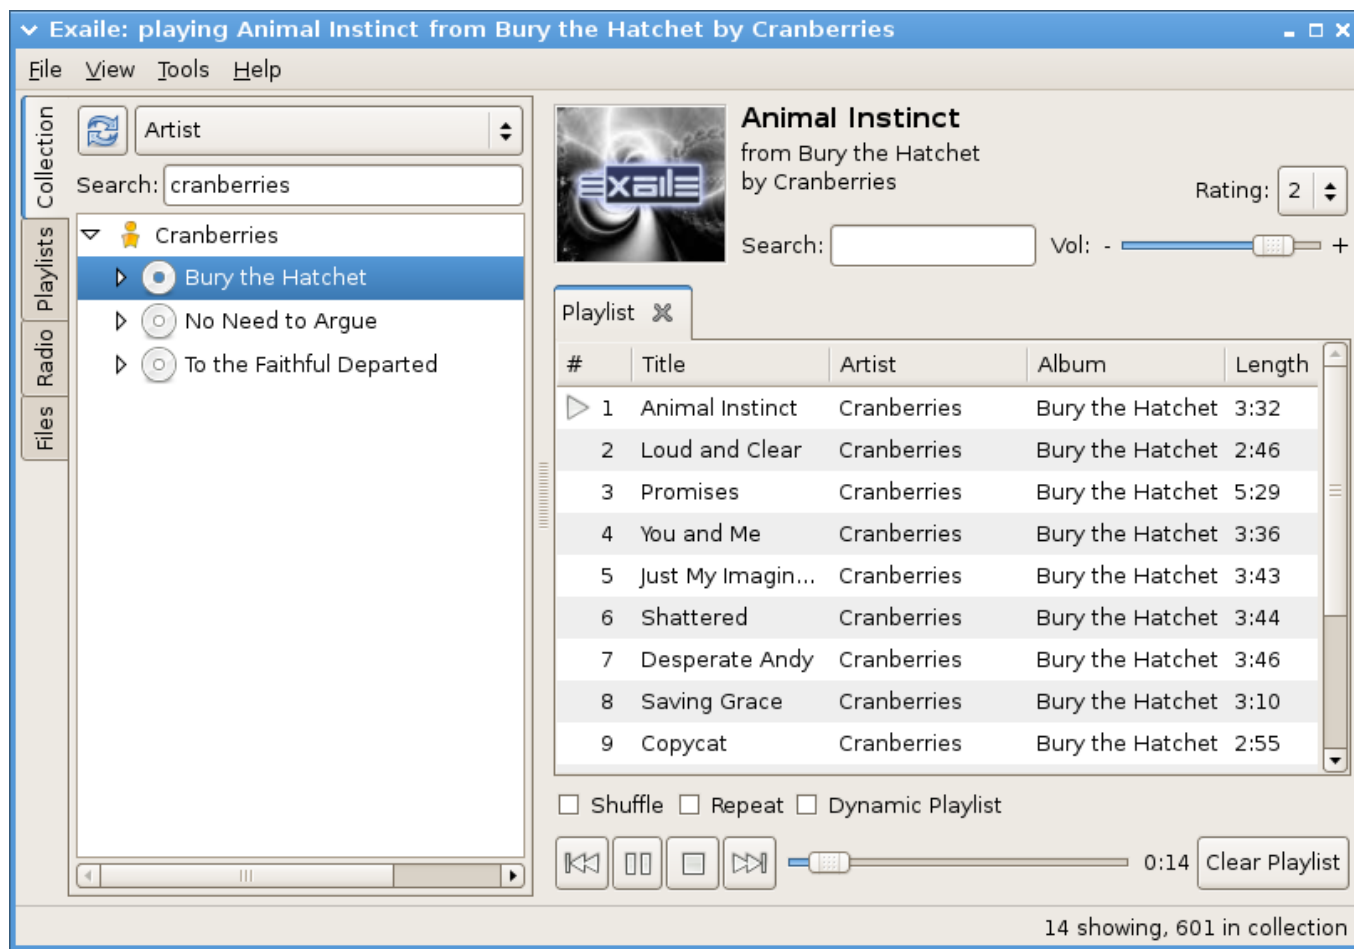 Exaile: playing Animal Instinct from Bury the Hatchet by Cranberries
File View Tools Help
Collection
Playlists
Radio
Files
Artist
Search: cranberries
Cranberries
Bury the Hatchet
No Need to Argue
To the Faithful Departed
exaile
Animal Instinct
from Bury the Hatchet
by Cranberries
Rating: 2
Search:
Vol: - +
Playlist
# Title Artist Album Length
1 Animal Instinct Cranberries Bury the Hatchet 3:32
2 Loud and Clear Cranberries Bury the Hatchet 2:46
3 Promises Cranberries Bury the Hatchet 5:29
4 You and Me Cranberries Bury the Hatchet 3:36
5 Just My Imagin... Cranberries Bury the Hatchet 3:43
6 Shattered Cranberries Bury the Hatchet 3:44
7 Desperate Andy Cranberries Bury the Hatchet 3:46
8 Saving Grace Cranberries Bury the Hatchet 3:10
9 Copycat Cranberries Bury the Hatchet 2:55
Shuffle Repeat Dynamic Playlist
0:14 Clear Playlist
14 showing, 601 in collection